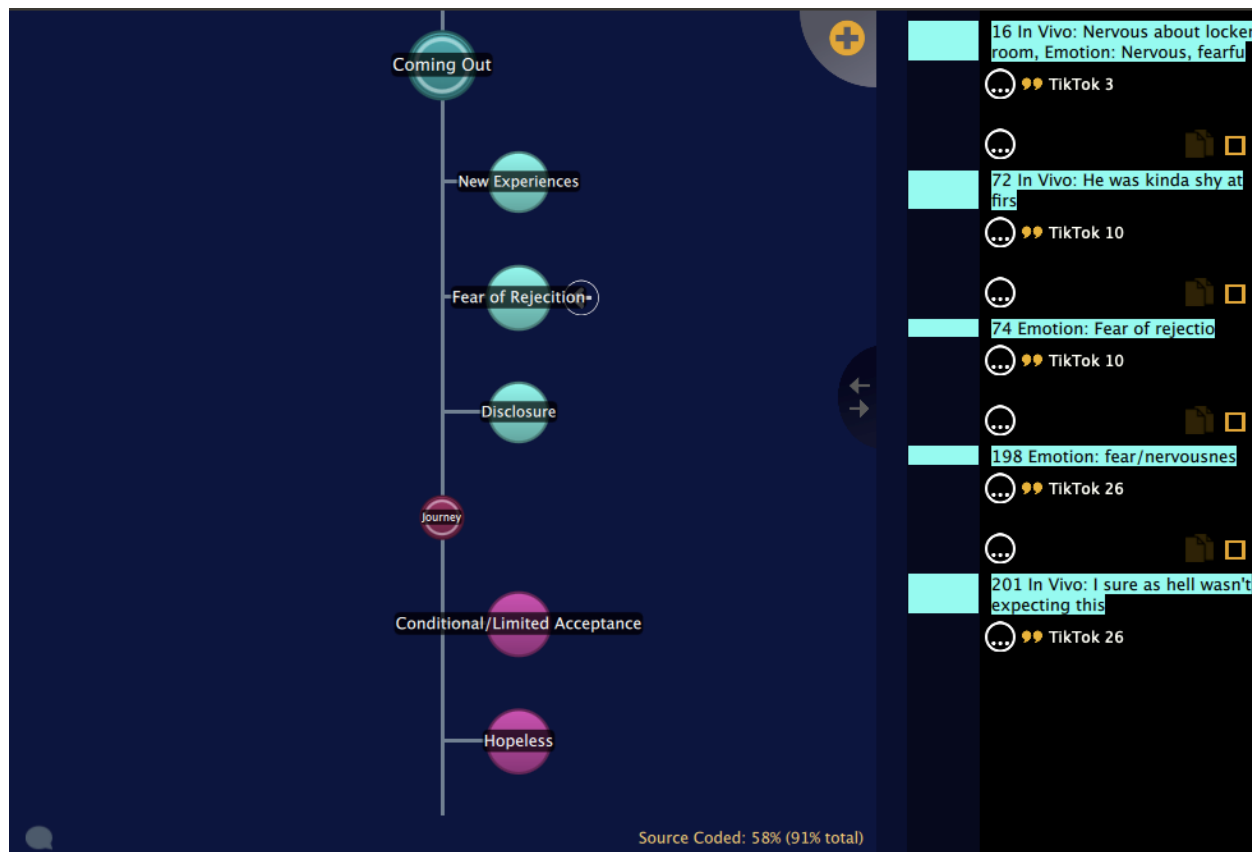 Coming Out
New Experiences
Fear of Rejecition
Disclosure
Journey
Conditional/Limited Acceptance
Hopeless
Source Coded: 58% (91% total)
16 In Vivo: Nervous about locker
room, Emotion: Nervous, fearfu
TikTok 3
72 In Vivo: He was kinda shy at
firs
TikTok 10
74 Emotion: Fear of rejectio
TikTok 10
198 Emotion: fear/nervousnes
TikTok 26
201 In Vivo: I sure as hell wasn't
expecting this
TikTok 26